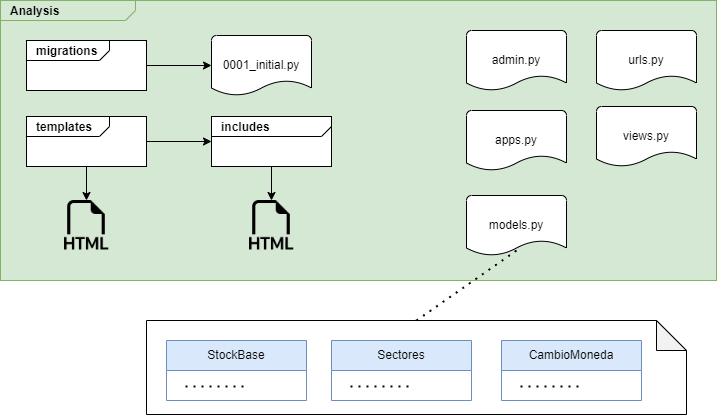 Analysis
migrations
0001_initial.py
admin.py
urls.py
templates
includes
apps.py
views.py
HTML
HTML
models.py
StockBase
Sectores
CambioMoneda
........
........
........